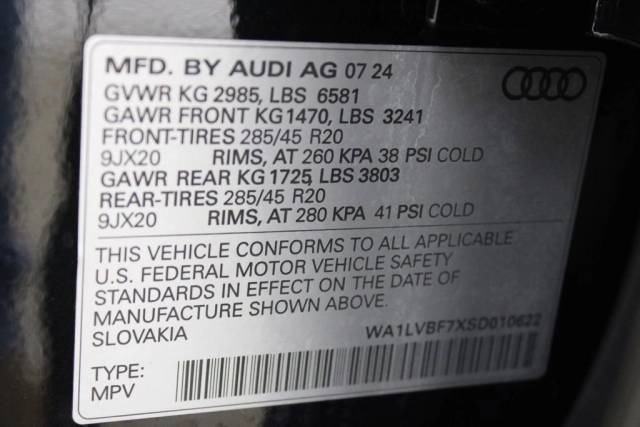 MFD. BY AUDI AG 07 24
GVWR KG 2985, LBS 6581
GAWR FRONT KG 1470, LBS 3241
FRONT-TIRES 285/45 R20
9JX20 RIMS, AT 260 KPA 38 PSI COLD
GAWR REAR KG 1725, LBS 3803
REAR-TIRES 285/45 R20
9JX20 RIMS, AT 280 KPA 41 PSI COLD
THIS VEHICLE CONFORMS TO ALL APPLICABLE
U.S. FEDERAL MOTOR VEHICLE SAFETY
STANDARDS IN EFFECT ON THE DATE OF
MANUFACTURE SHOWN ABOVE.
SLOVAKIA WA1LVBF7XSD010622
TYPE:
MPV